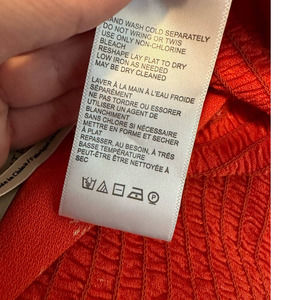 HAND WASH COLD SEPARATELY
DO NOT WRING OR TWIS
USE ONLY NON-CLORINE
BLEACH
RESHAPE LAY FLAT TO DRY
LOW IRON AS NEEDED
MAY BE DRY CLEANED
LAVER À LA MAIN À L'EAU FROIDE
SÉPARÉMENT
NE PAS TORDRE OU ESSORER
UTILISER UN AGENT DE
BLANCHIMENT
SANS CHLORE SI NÉCESSAIRE
METTRE EN FORME ET SÉCHER
À PLAT
REPASSER, AU BESOIN, À TRÉS
BASSE TEMPÉRATURE
PEUT-ÊTRE ÊTRE NETTOYÉE À
SEC
P